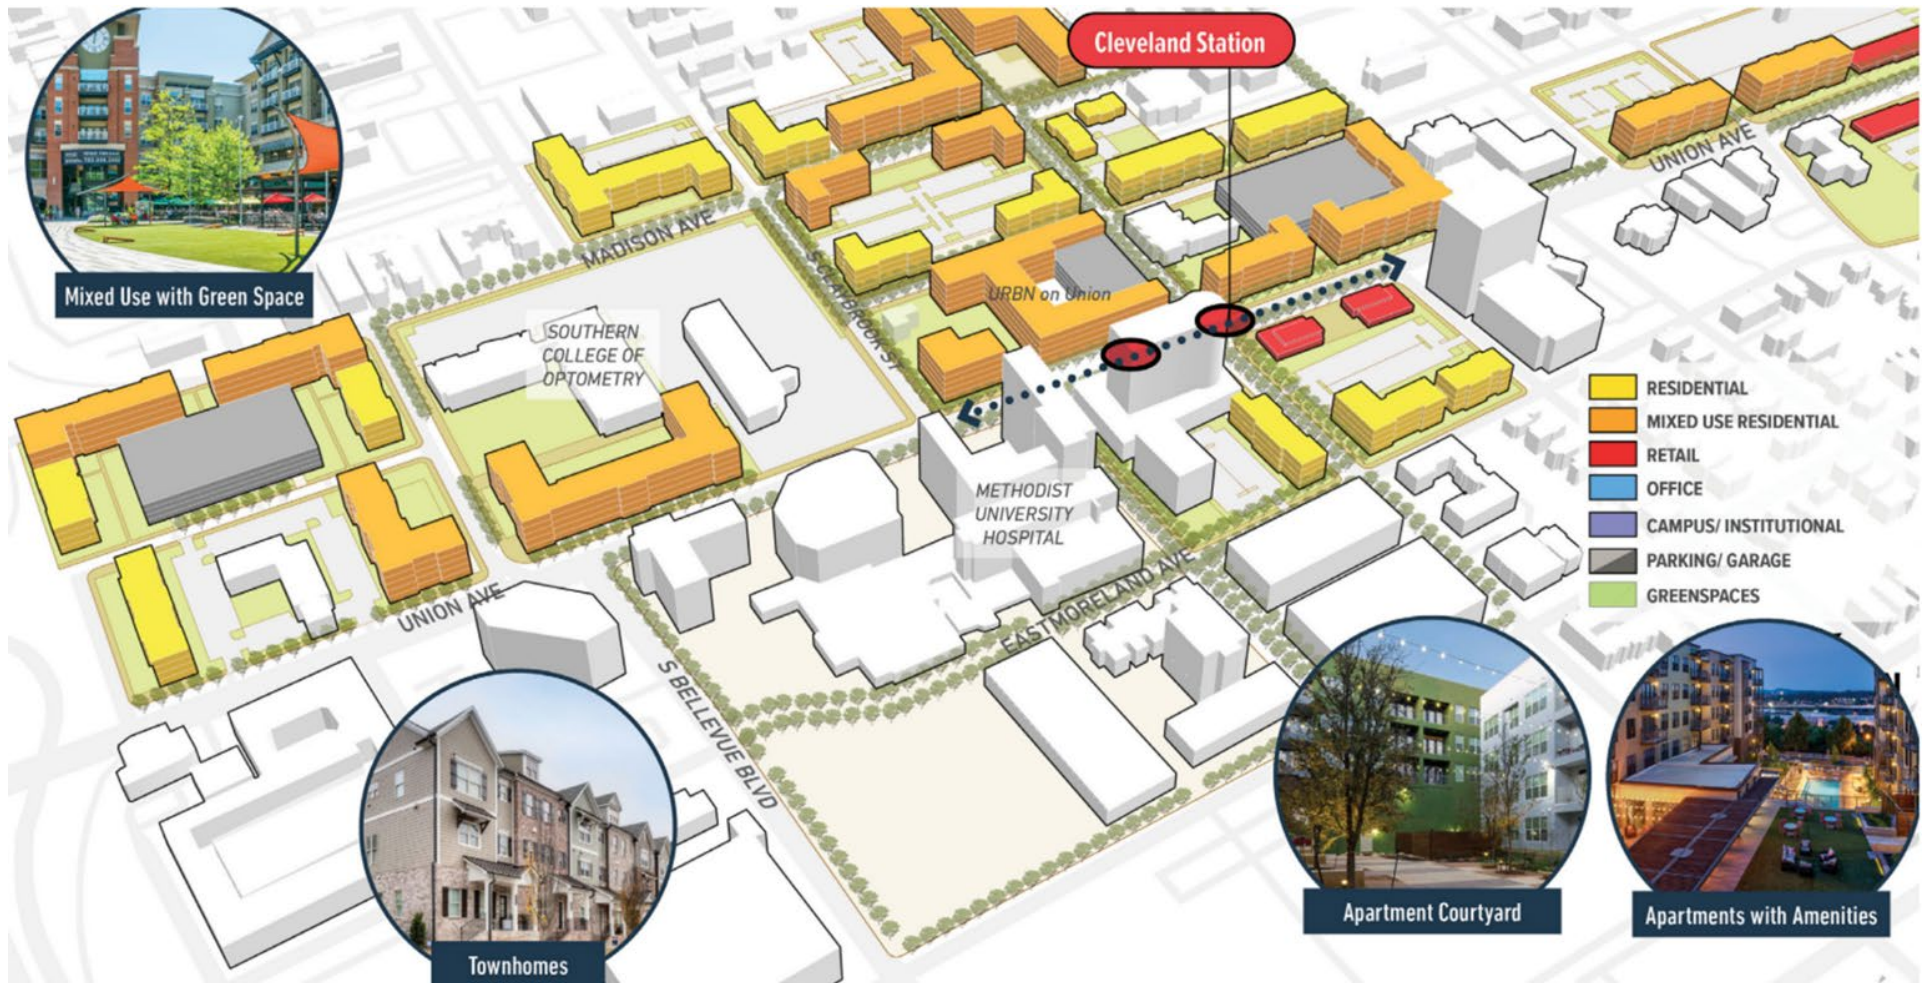 Cleveland Station
UNION AVE
MADISON AVE
Mixed Use with Green Space
S CLAYBROOK ST
URBN on Union
SOUTHERN
COLLEGE OF
OPTOMETRY
RESIDENTIAL
MIXED USE RESIDENTIAL
RETAIL
OFFICE
CAMPUS/ INSTITUTIONAL
PARKING/ GARAGE
GREENSPACES
METHODIST
UNIVERSITY
HOSPITAL
UNION AVE
EASTMORELAND AVE
S BELLEVUE BLVD
Townhomes
Apartment Courtyard
Apartments with Amenities